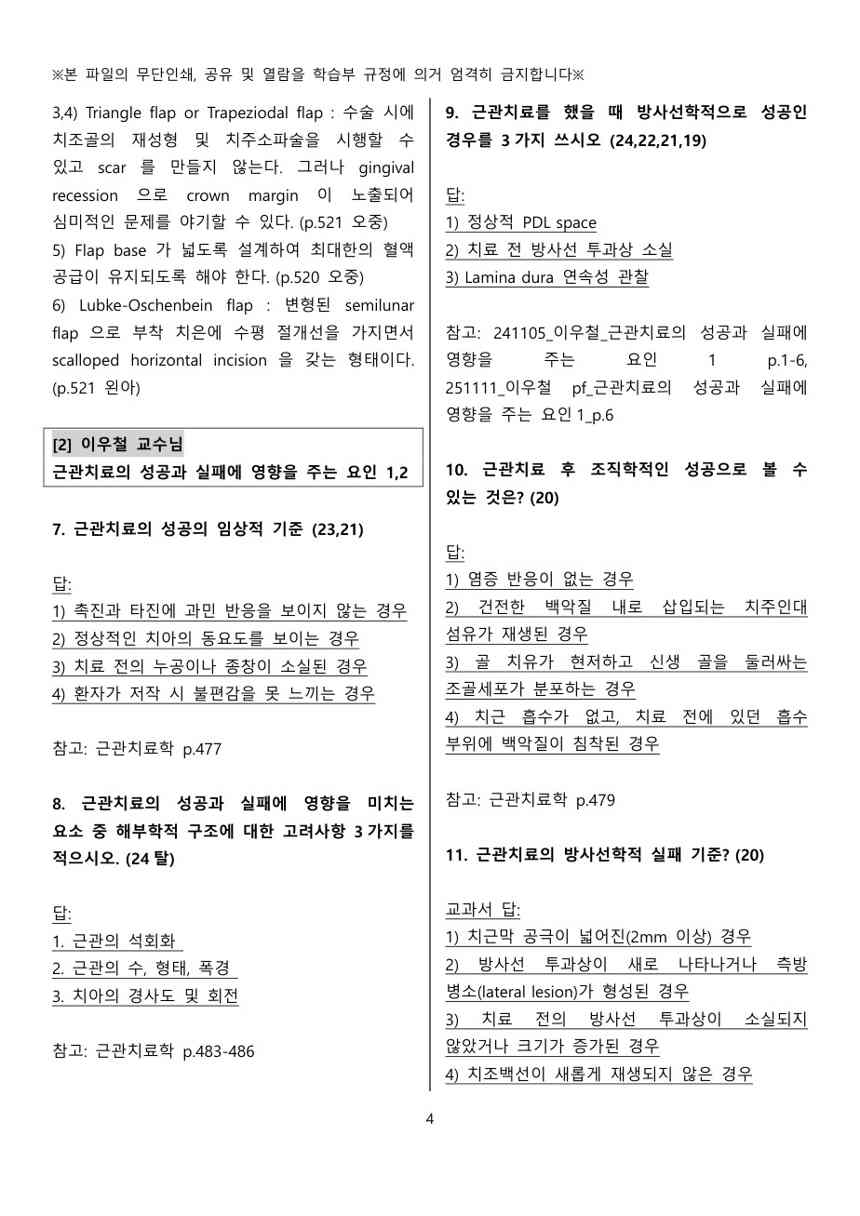 ※본 파일의 무단인쇄, 공유 및 열람을 학습부 규정에 의거 엄격히 금지합니다※
3,4) Triangle flap or Trapeziodal flap : 수술 시에
치조골의 재성형 및 치주소파술을 시행할 수
있고 scar 를 만들지 않는다. 그러나 gingival
recession 으로 crown margin 이 노출되어
심미적인 문제를 야기할 수 있다. (p.521 오중)
5) Flap base 가 넓도록 설계하여 최대한의 혈액
공급이 유지되도록 해야 한다. (p.520 오중)
6) Lubke-Oschenbein flap : 변형된 semilunar
flap 으로 부착 치은에 수평 절개선을 가지면서
scalloped horizontal incision 을 갖는 형태이다.
(p.521 왼아)
[2] 이우철 교수님
근관치료의 성공과 실패에 영향을 주는 요인 1,2
7. 근관치료의 성공의 임상적 기준 (23,21)
답:
1) 촉진과 타진에 과민 반응을 보이지 않는 경우
2) 정상적인 치아의 동요도를 보이는 경우
3) 치료 전의 누공이나 종창이 소실된 경우
4) 환자가 저작 시 불편감을 못 느끼는 경우
참고: 근관치료학 p.477
8. 근관치료의 성공과 실패에 영향을 미치는
요소 중 해부학적 구조에 대한 고려사항 3 가지를
적으시오. (24 탈)
답:
1. 근관의 석회화
2. 근관의 수, 형태, 폭경
3. 치아의 경사도 및 회전
참고: 근관치료학 p.483-486
9. 근관치료를 했을 때 방사선학적으로 성공인
경우를 3 가지 쓰시오 (24,22,21,19)
답:
1) 정상적 PDL space
2) 치료 전 방사선 투과상 소실
3) Lamina dura 연속성 관찰
참고: 241105_이우철_근관치료의 성공과 실패에
영향을 주는 요인 1 p.1-6,
251111_이우철 pf_근관치료의 성공과 실패에
영향을 주는 요인 1_p.6
10. 근관치료 후 조직학적인 성공으로 볼 수
있는 것은? (20)
답:
1) 염증 반응이 없는 경우
2) 건전한 백악질 내로 삽입되는 치주인대
섬유가 재생된 경우
3) 골 치유가 현저하고 신생 골을 둘러싸는
조골세포가 분포하는 경우
4) 치근 흡수가 없고, 치료 전에 있던 흡수
부위에 백악질이 침착된 경우
참고: 근관치료학 p.479
11. 근관치료의 방사선학적 실패 기준? (20)
교과서 답:
1) 치근막 공극이 넓어진(2mm 이상) 경우
2) 방사선 투과상이 새로 나타나거나 측방
병소(lateral lesion)가 형성된 경우
3) 치료 전의 방사선 투과상이 소실되지
않았거나 크기가 증가된 경우
4) 치조백선이 새롭게 재생되지 않은 경우
4